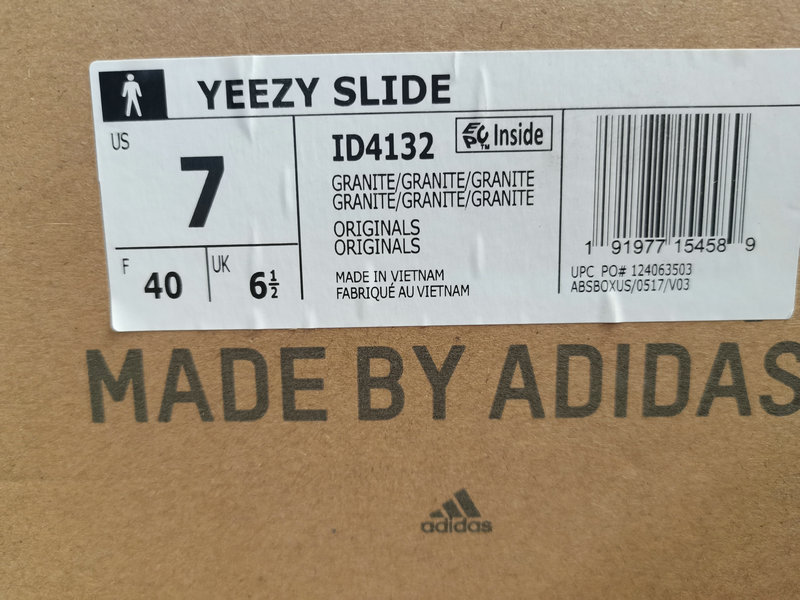 YEEZY SLIDE
US
7
F
40
UK
6½
ID4132
EPC™ Inside
GRANITE/GRANITE/GRANITE
GRANITE/GRANITE/GRANITE
ORIGINALS
ORIGINALS
MADE IN VIETNAM
FABRIQUÉ AU VIETNAM
1 91977 15458 9
UPC PO# 124063503
ABSBOXUS/0517/V03
MADE BY ADIDAS
adidas